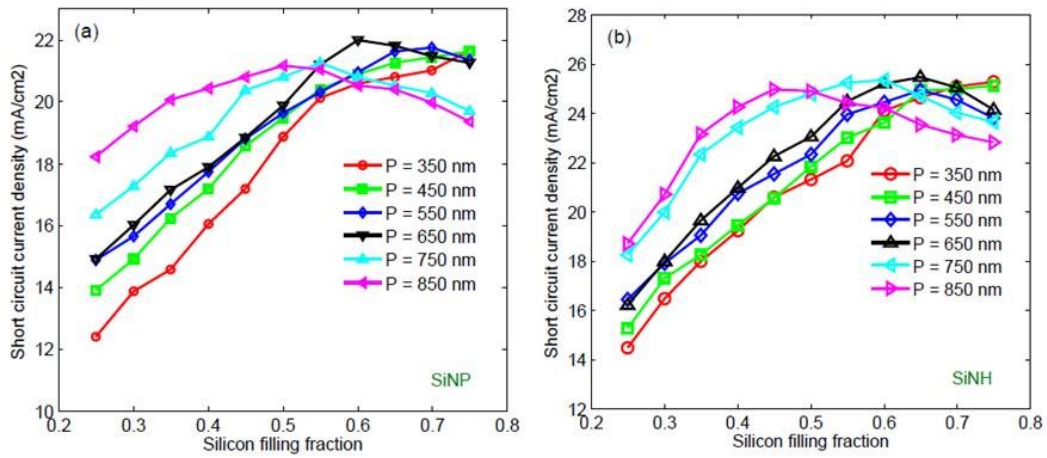 (a)
Short circuit current density (mA/cm2)
22
20
18
16
14
12
10
P = 350 nm
P = 450 nm
P = 550 nm
P = 650 nm
P = 750 nm
P = 850 nm
SiNP
0.2 0.3 0.4 0.5 0.6 0.7 0.8
Silicon filling fraction
(b)
Short circuit current density (mA/cm2)
28
26
24
22
20
18
16
14
12
P = 350 nm
P = 450 nm
P = 550 nm
P = 650 nm
P = 750 nm
P = 850 nm
SiNH
0.2 0.3 0.4 0.5 0.6 0.7 0.8
Silicon filling fraction